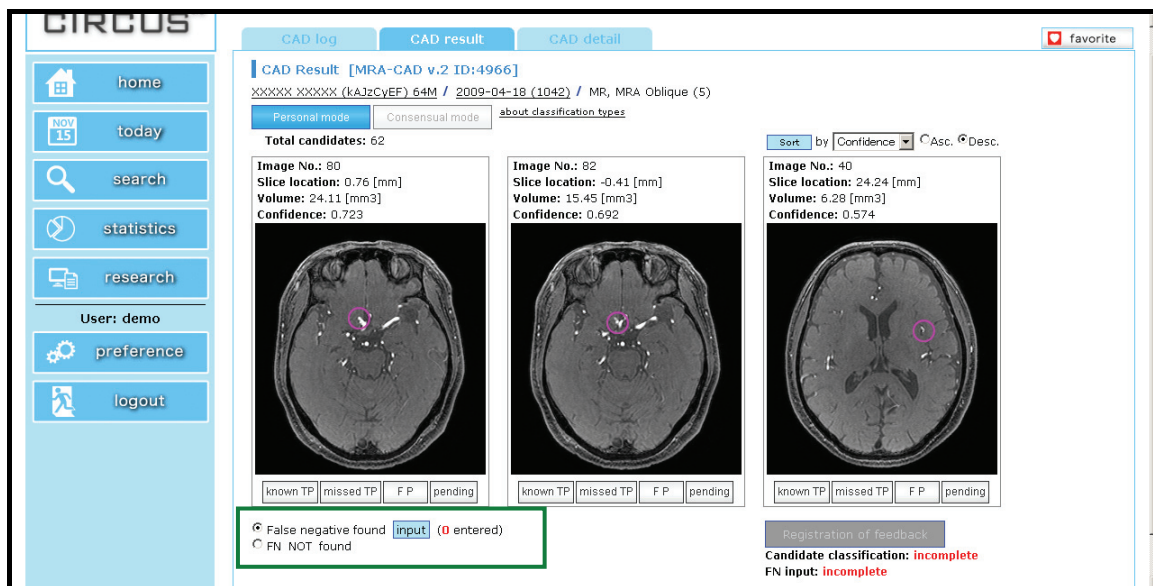 CIRCUS
CAD log
CAD result
CAD detail
favorite
home
NOV
15
today
search
statistics
research
User: demo
preference
logout
CAD Result [MRA-CAD v.2 ID:4966]
XXXXX XXXXX (kAJzCyEF) 64M / 2009-04-18 (1042) / MR, MRA Oblique (5)
Personal mode
Consensual mode
about classification types
Total candidates: 62
Sort by Confidence Asc. Desc.
Image No.: 80
Slice location: 0.76 [mm]
Volume: 24.11 [mm3]
Confidence: 0.723
known TP missed TP F P pending
Image No.: 82
Slice location: -0.41 [mm]
Volume: 15.45 [mm3]
Confidence: 0.692
known TP missed TP F P pending
Image No.: 40
Slice location: 24.24 [mm]
Volume: 6.28 [mm3]
Confidence: 0.574
known TP missed TP F P pending
False negative found input (0 entered)
FN NOT found
Registration of feedback
Candidate classification: incomplete
FN input: incomplete